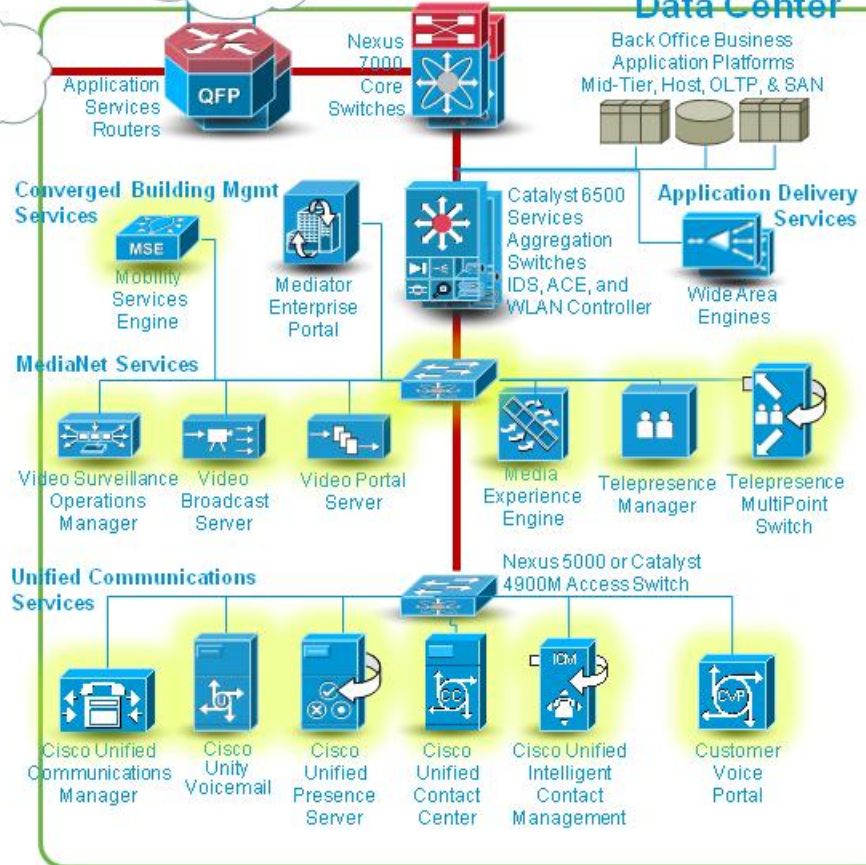 Data Center
Nexus
7000
Core
Switches
Back Office Business
Application Platforms
Mid-Tier, Host, OLTP, & SAN
Application
Services
Routers
QFP
Converged Building Mgmt
Services
MSE
Mobility
Services
Engine
Mediator
Enterprise
Portal
Catalyst 6500
Services
Aggregation
Switches
IDS, ACE, and
WLAN Controller
Application Delivery
Services
Wide Area
Engines
MediaNet Services
Video Surveillance
Operations
Manager
Video
Broadcast
Server
Video Portal
Server
Media
Experience
Engine
Telepresence
Manager
Telepresence
MultiPoint
Switch
Unified Communications
Services
Nexus 5000 or Catalyst
4900M Access Switch
Cisco Unified
Communications
Manager
Cisco
Unity
Voicemail
Cisco
Unified
Presence
Server
CC
Cisco
Unified
Contact
Center
ICM
Cisco Unified
Intelligent
Contact
Management
CVP
Customer
Voice
Portal